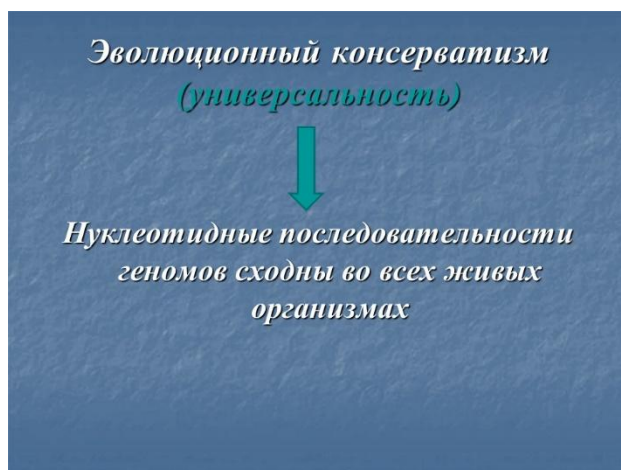 Эволюционный консерватизм
(универсальность)
Нуклеотидные последовательности
геномов сходны во всех живых
организмах